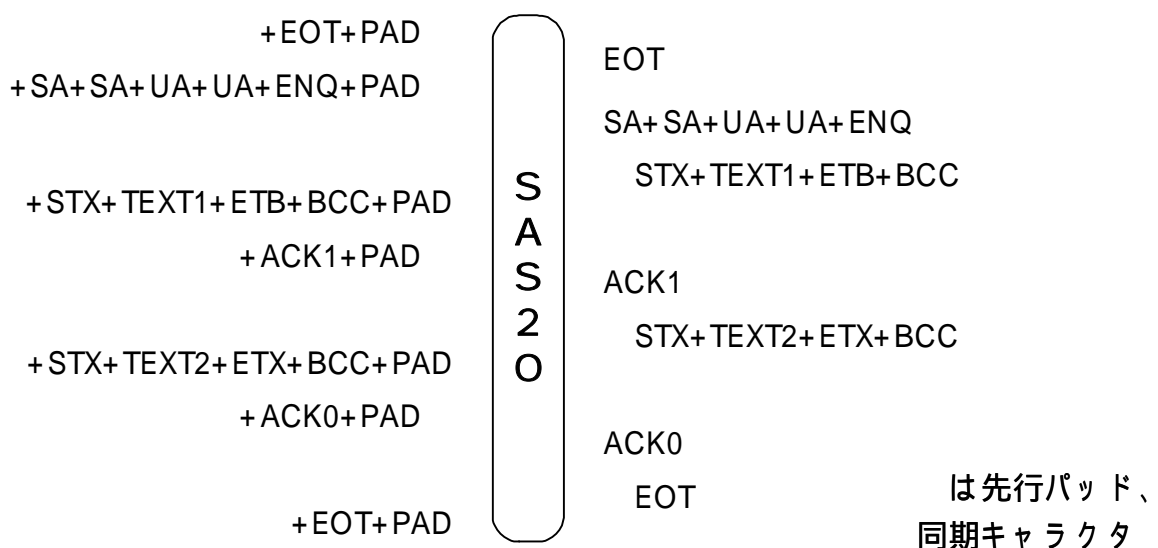 +EOT+PAD
EOT
+SA+SA+UA+UA+ENQ+PAD
SA+SA+UA+UA+ENQ
STX+TEXT1+ETB+BCC
+STX+TEXT1+ETB+BCC+PAD
+ACK1+PAD
ACK1
STX+TEXT2+ETX+BCC
+STX+TEXT2+ETX+BCC+PAD
+ACK0+PAD
ACK0
EOT
+EOT+PAD
SAS20
は先行パッド、
同期キャラクタ